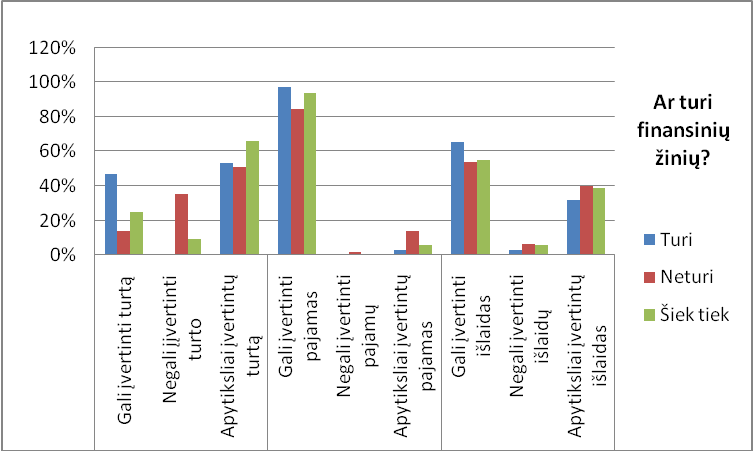 120%
100%
80%
60%
40%
20%
0%
Gali įvertinti turtą
Negali įįvertinti
turto
Apytiksliai įvertintų
turtą
Gali įvertinti
pajamas
Negali įvertinti
pajamų
Apytiksliai įvertintų
pajamas
Gali įvertinti
išlaidas
Negali įvertinti
išlaidų
Apytiksliai įvertintų
išlaidas
Ar turi
finansinių
žinių?
Turi
Neturi
Šiek tiek